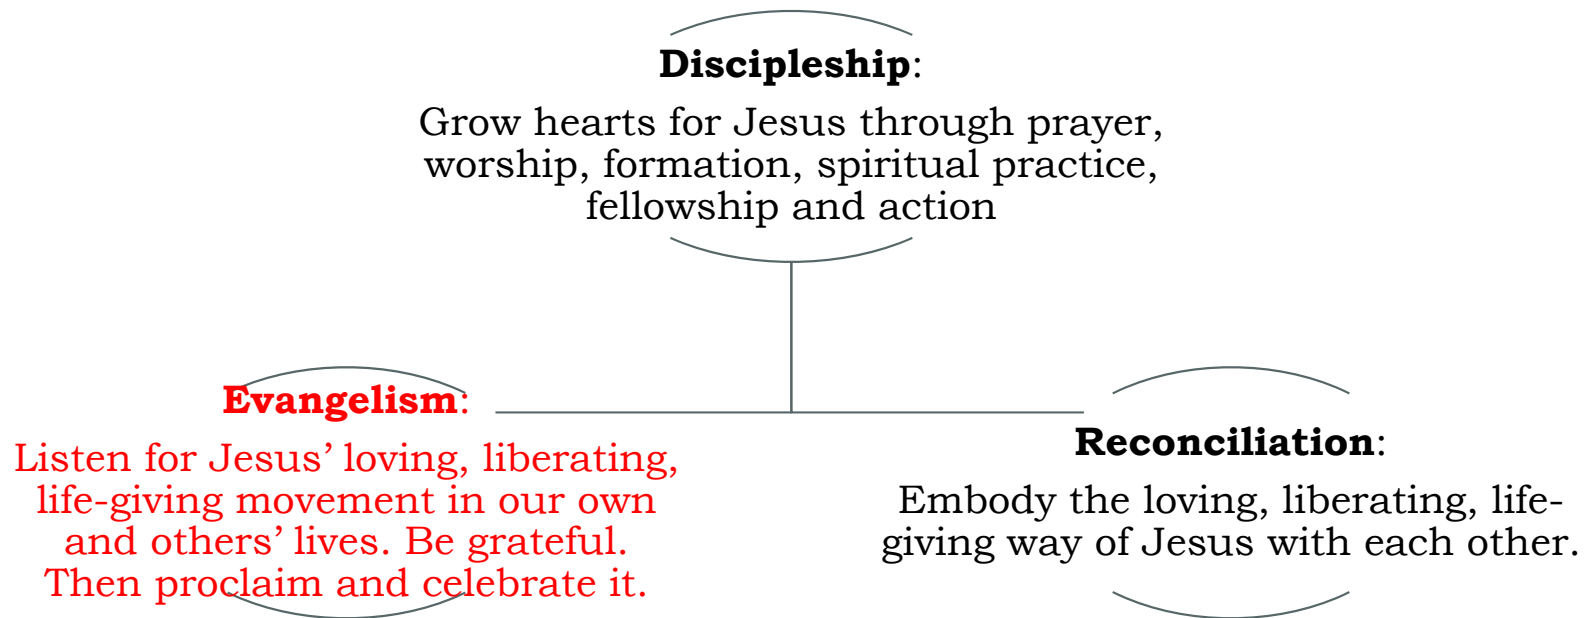 Discipleship:
Grow hearts for Jesus through prayer,
worship, formation, spiritual practice,
fellowship and action
Evangelism:
Listen for Jesus’ loving, liberating,
life-giving movement in our own
and others’ lives. Be grateful.
Then proclaim and celebrate it.
Reconciliation:
Embody the loving, liberating, life-
giving way of Jesus with each other.